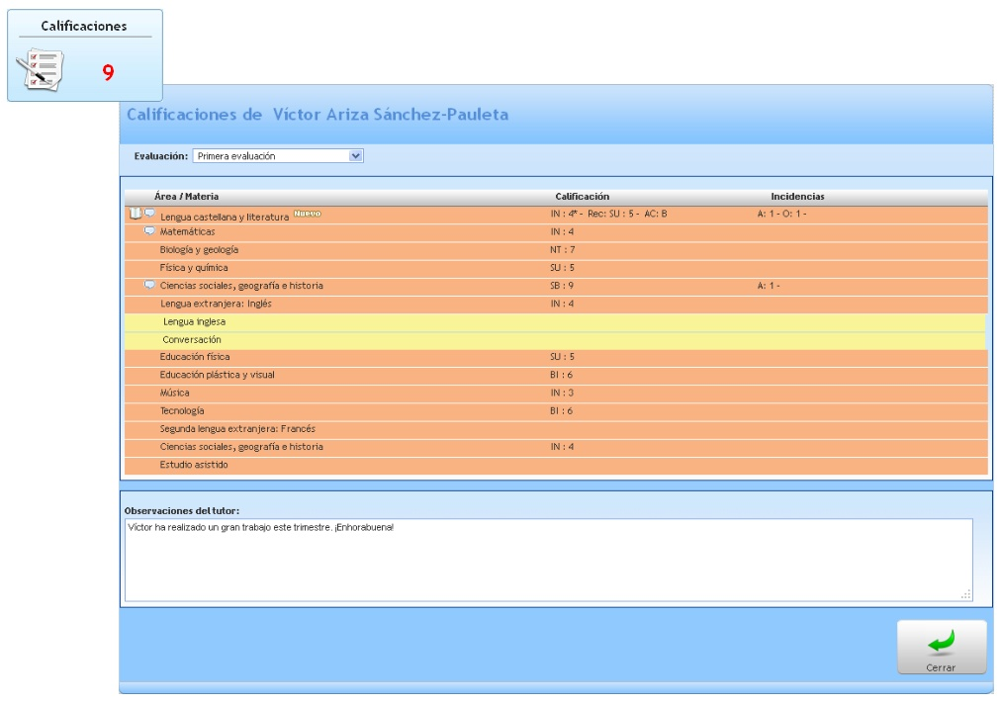 Calificaciones
9
Calificaciones de Víctor Ariza Sánchez-Pauleta
Evaluación: Primera evaluación
Área / Materia Calificación Incidencias
Lengua castellana y literatura Nuevo IN : 4* - Rec: SU : 5 - AC: B A: 1 - O: 1 -
Matemáticas IN : 4
Biología y geología NT : 7
Física y química SU : 5
Ciencias sociales, geografía e historia SB : 9 A: 1 -
Lengua extranjera: Inglés IN : 4
Lengua inglesa
Conversación
Educación física SU : 5
Educación plástica y visual BI : 6
Música IN : 3
Tecnología BI : 6
Segunda lengua extranjera: Francés
Ciencias sociales, geografía e historia IN : 4
Estudio asistido
Observaciones del tutor:
Víctor ha realizado un gran trabajo este trimestre. ¡Enhorabuena!
Cerrar